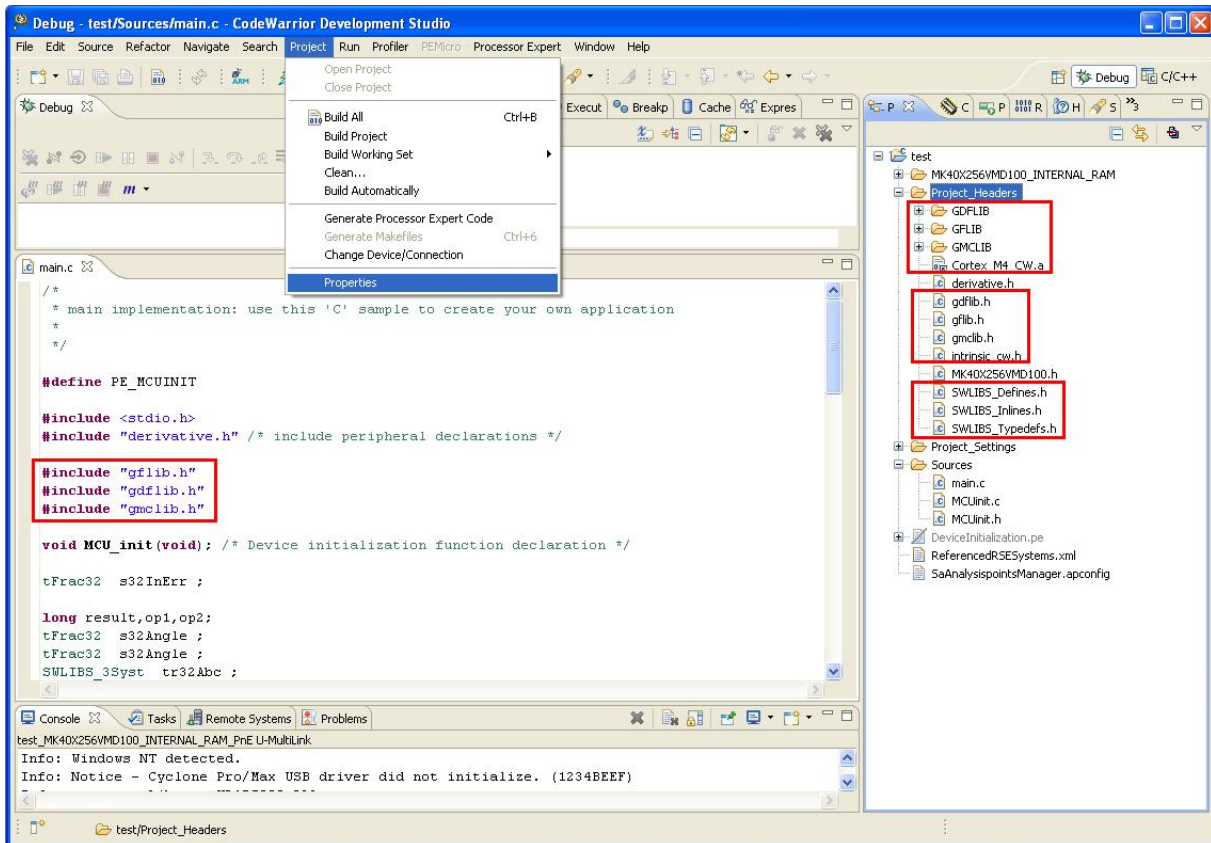 Debug - test/Sources/main.c - CodeWarrior Development Studio
File Edit Source Refactor Navigate Search Project Run Profiler PEMicro Processor Expert Window Help
Open Project
Close Project
Build All Ctrl+B
Build Project
Build Working Set
Clean...
Build Automatically
Generate Processor Expert Code
Generate Makefiles Ctrl+6
Change Device/Connection
Properties
Debug C/C++
Debug
Execut Breakp Cache Expres
P C P R H S 3
m
main.c
/*
* main implementation: use this 'C' sample to create your own application
*
*/
#define PE_MCUINIT
#include <stdio.h>
#include "derivative.h" /* include peripheral declarations */
#include "gflib.h"
#include "gdflib.h"
#include "gmclib.h"
void MCU_init(void); /* Device initialization function declaration */
tFrac32 s32InErr ;
long result,op1,op2;
tFrac32 s32Angle ;
tFrac32 s32Angle ;
SWLIBS_3Syst tr32Abc ;
test
MK40X256VMD100_INTERNAL_RAM
Project_Headers
GDFLIB
GFLIB
GMCLIB
Cortex_M4_CW.a
derivative.h
gdflib.h
gflib.h
gmclib.h
intrinsic_cw.h
MK40X256VMD100.h
SWLIBS_Defines.h
SWLIBS_Inlines.h
SWLIBS_Typedefs.h
Project_Settings
Sources
main.c
MCUinit.c
MCUinit.h
DeviceInitialization.pe
ReferencedRSESystems.xml
SaAnalysispointsManager.apconfig
Console Tasks Remote Systems Problems
test_MK40X256VMD100_INTERNAL_RAM_PnE U-MultiLink
Info: Windows NT detected.
Info: Notice - Cyclone Pro/Max USB driver did not initialize. (1234BEEF)
test/Project_Headers